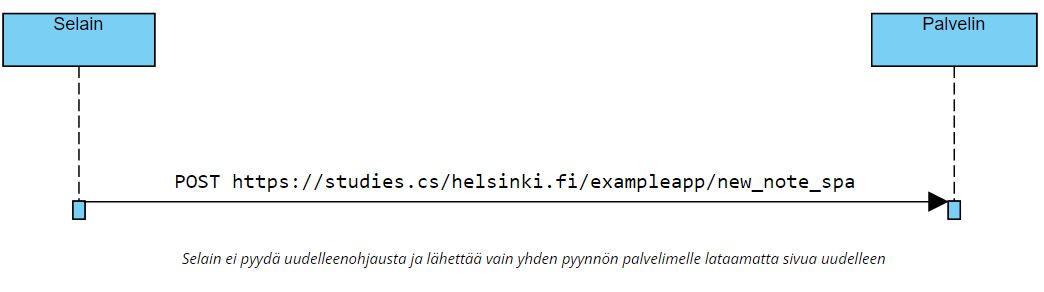 Selain
Palvelin
POST https://studies.cs/helsinki.fi/exampleapp/new_note_spa
Selain ei pyydä uudelleenohjausta ja lähettää vain yhden pyynnön palvelimelle lataamatta sivua uudelleen